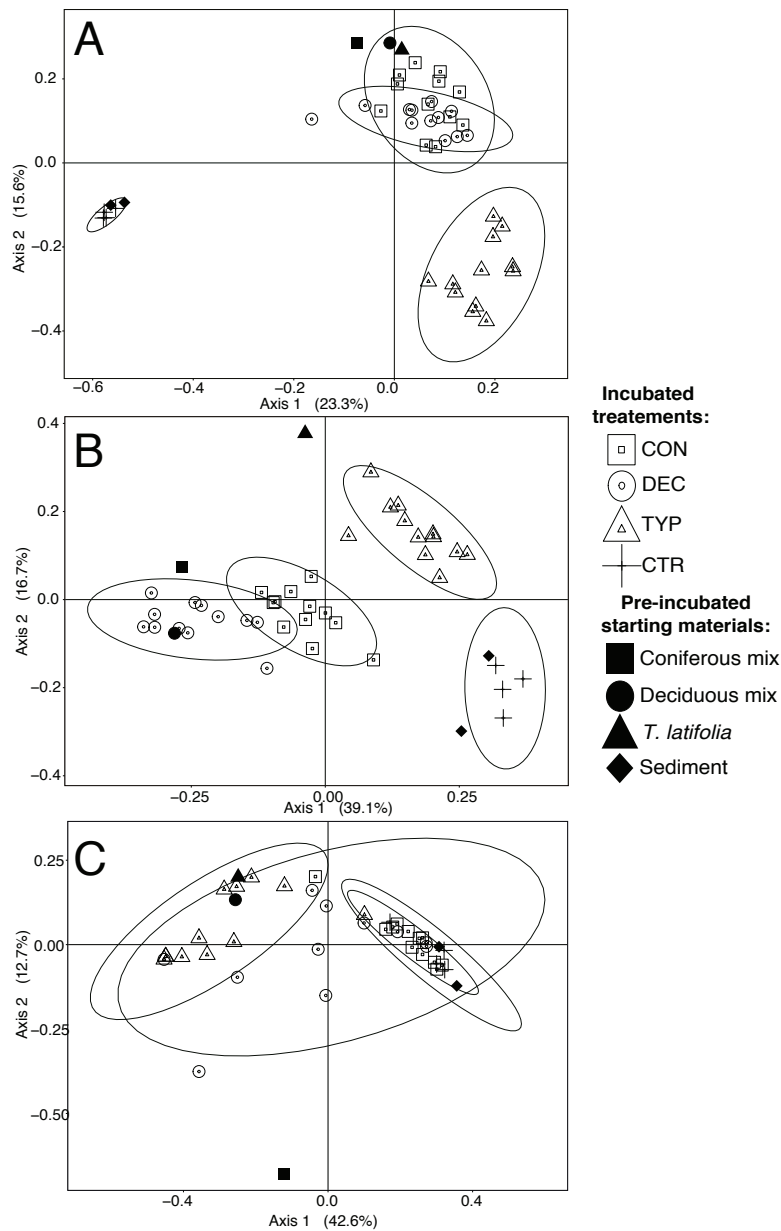 A
0.2
0.0
−0.2
−0.4
Axis 2 (15.6%)
−0.6
−0.2
0.0
0.2
Axis 1 (23.3%)
B
0.4
0.2
0.0
−0.2
−0.4
Axis 2 (16.7%)
−0.25
0.00
0.25
Axis 1 (39.1%)
C
0.25
0.00
−0.25
−0.50
Axis 2 (12.7%)
−0.4
0.0
0.4
Axis 1 (42.6%)
Incubated
treatements:
CON
DEC
TYP
CTR
Pre-incubated
starting materials:
Coniferous mix
Deciduous mix
T. latifolia
Sediment